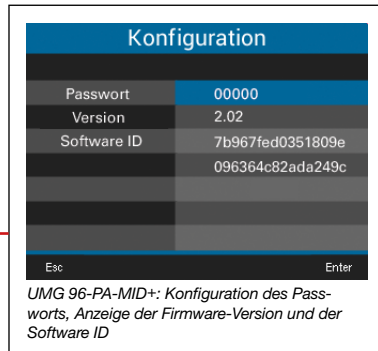 Konfiguration
Passwort 00000
Version 2.02
Software ID 7b967fed0351809e
096364c82ada249c
Esc Enter
UMG 96-PA-MID+: Konfiguration des Pass-
worts, Anzeige der Firmware-Version und der
Software ID